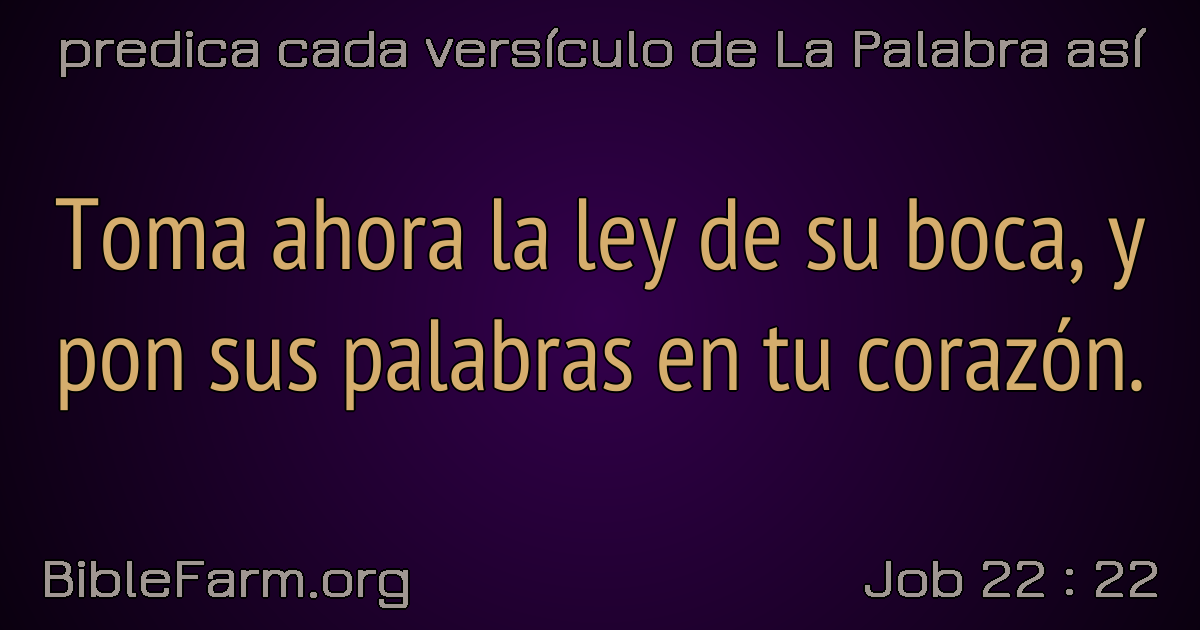 predica cada versículo de La Palabra así
Toma ahora la ley de su boca, y
pon sus palabras en tu corazón.
BibleFarm.org
Job 22 : 22